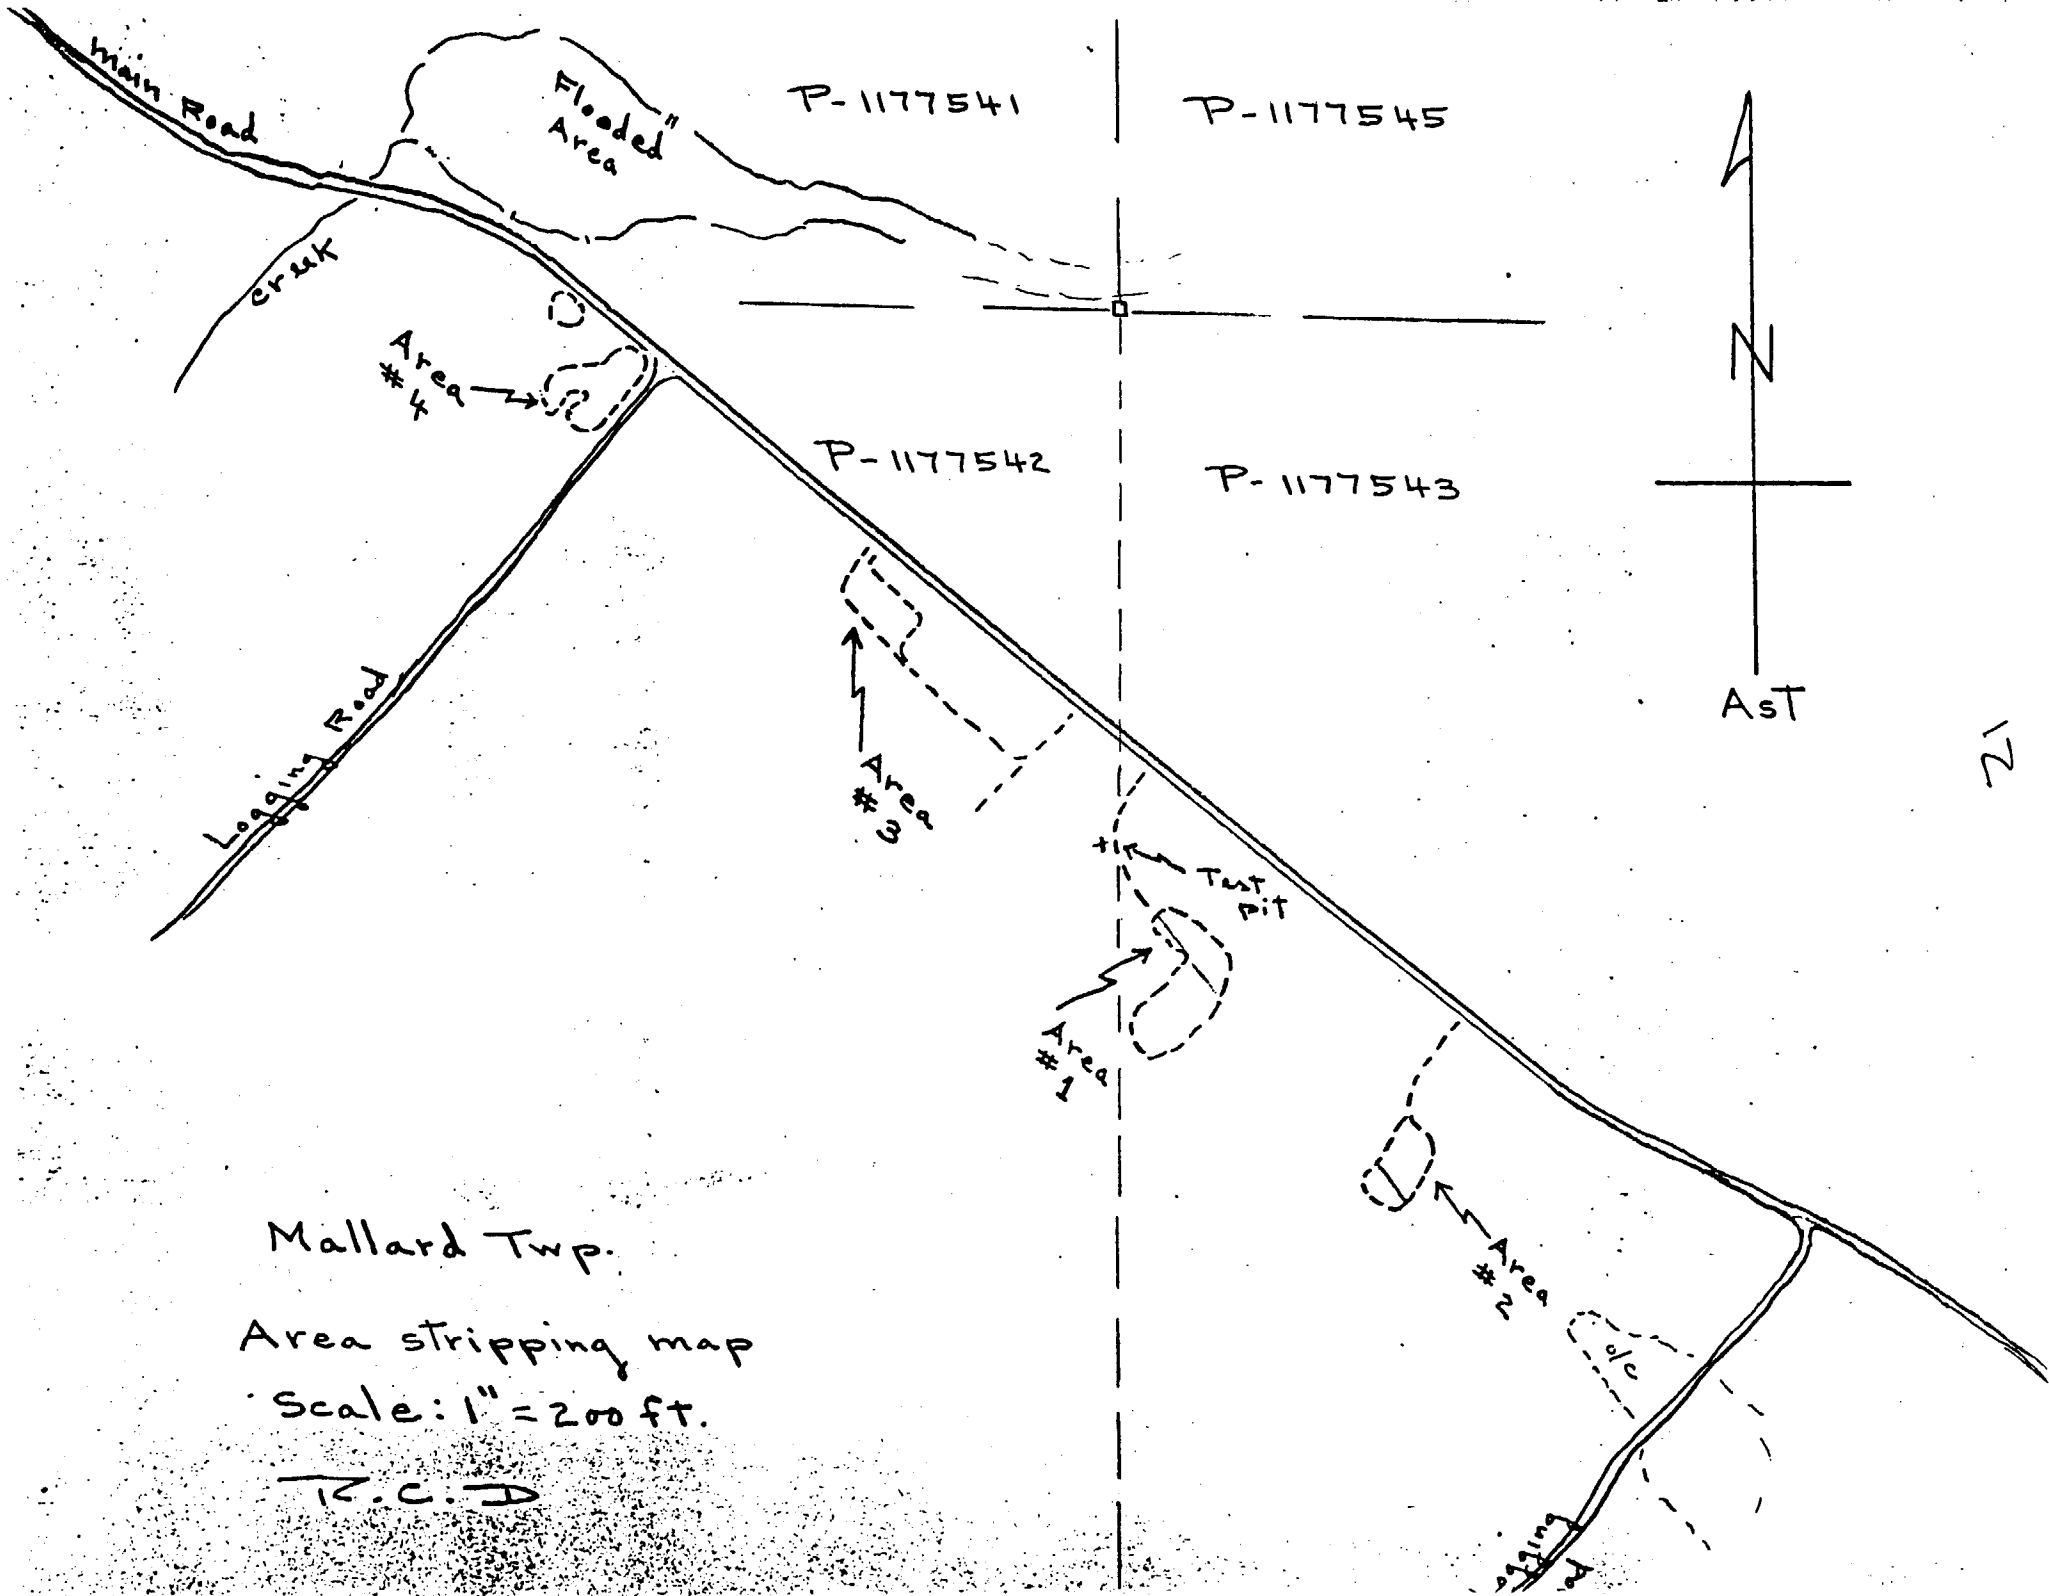 Main Road
Flooded
Area
P-1177541
P-1177545
creek
Area
#
4
P-1177542
P-1177543
N
AsT
21
Logging Road
Area
#
3
Test
pit
Area
#
1
Area
#
2
o/c
Mallard Twp.
Area stripping map
Scale: 1" = 200 ft.
R.C.D